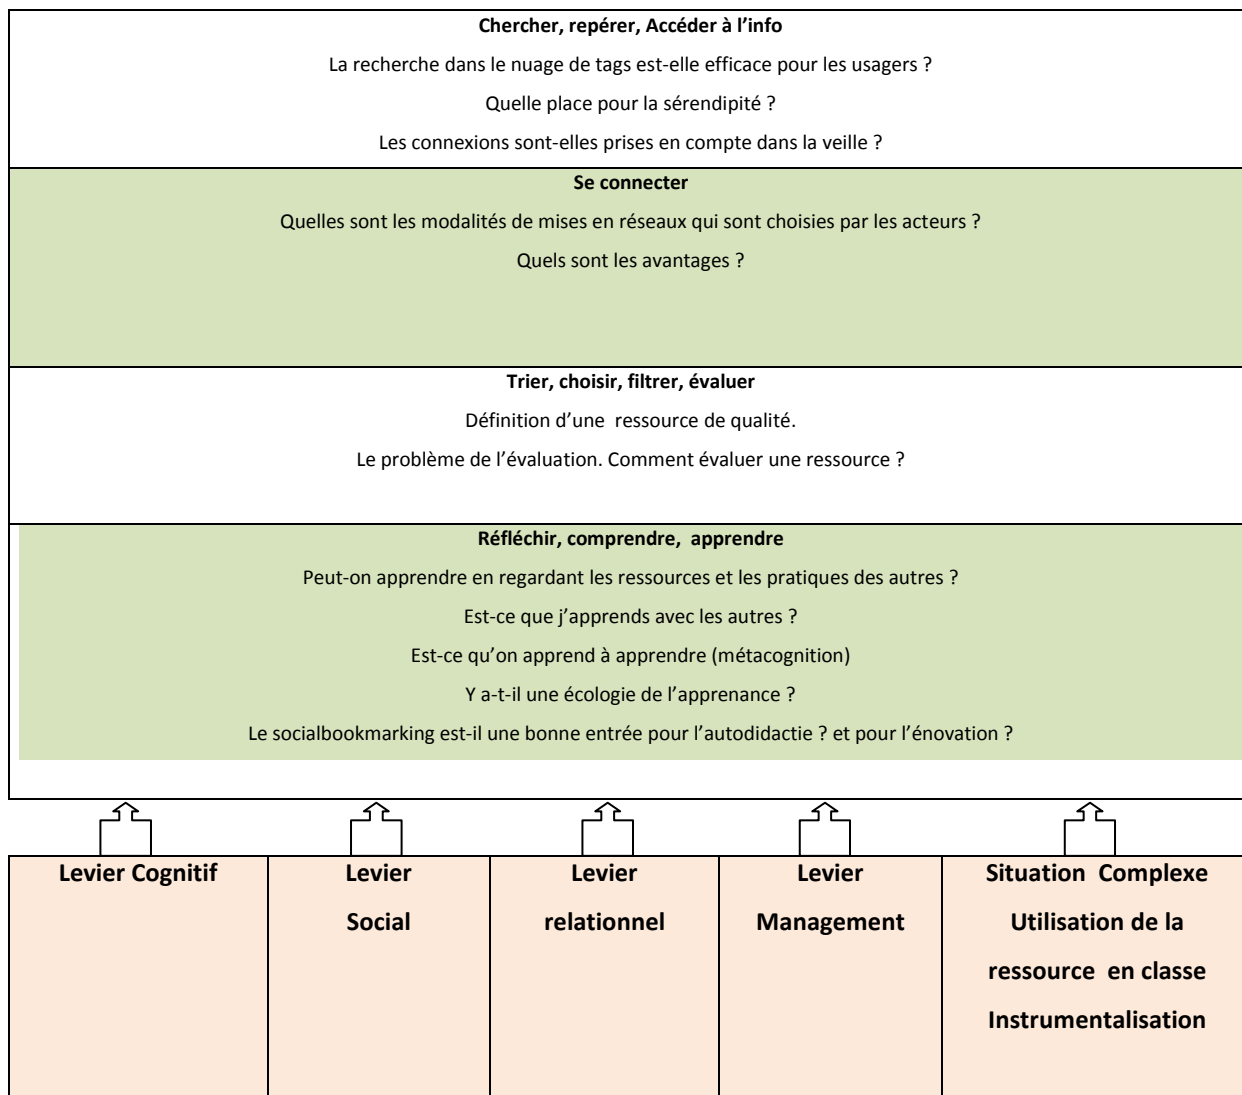 Chercher, repérer, Accéder à l’info
La recherche dans le nuage de tags est-elle efficace pour les usagers ?
Quelle place pour la sérendipité ?
Les connexions sont-elles prises en compte dans la veille ?
Se connecter
Quelles sont les modalités de mises en réseaux qui sont choisies par les acteurs ?
Quels sont les avantages ?
Trier, choisir, filtrer, évaluer
Définition d’une ressource de qualité.
Le problème de l’évaluation. Comment évaluer une ressource ?
Réfléchir, comprendre, apprendre
Peut-on apprendre en regardant les ressources et les pratiques des autres ?
Est-ce que j’apprends avec les autres ?
Est-ce qu’on apprend à apprendre (métacognition)
Y a-t-il une écologie de l’apprenance ?
Le socialbookmarking est-il une bonne entrée pour l’autodidactie ? et pour l’énovation ?
Levier Cognitif
Levier
Social
Levier
relationnel
Levier
Management
Situation Complexe
Utilisation de la
ressource en classe
Instrumentalisation